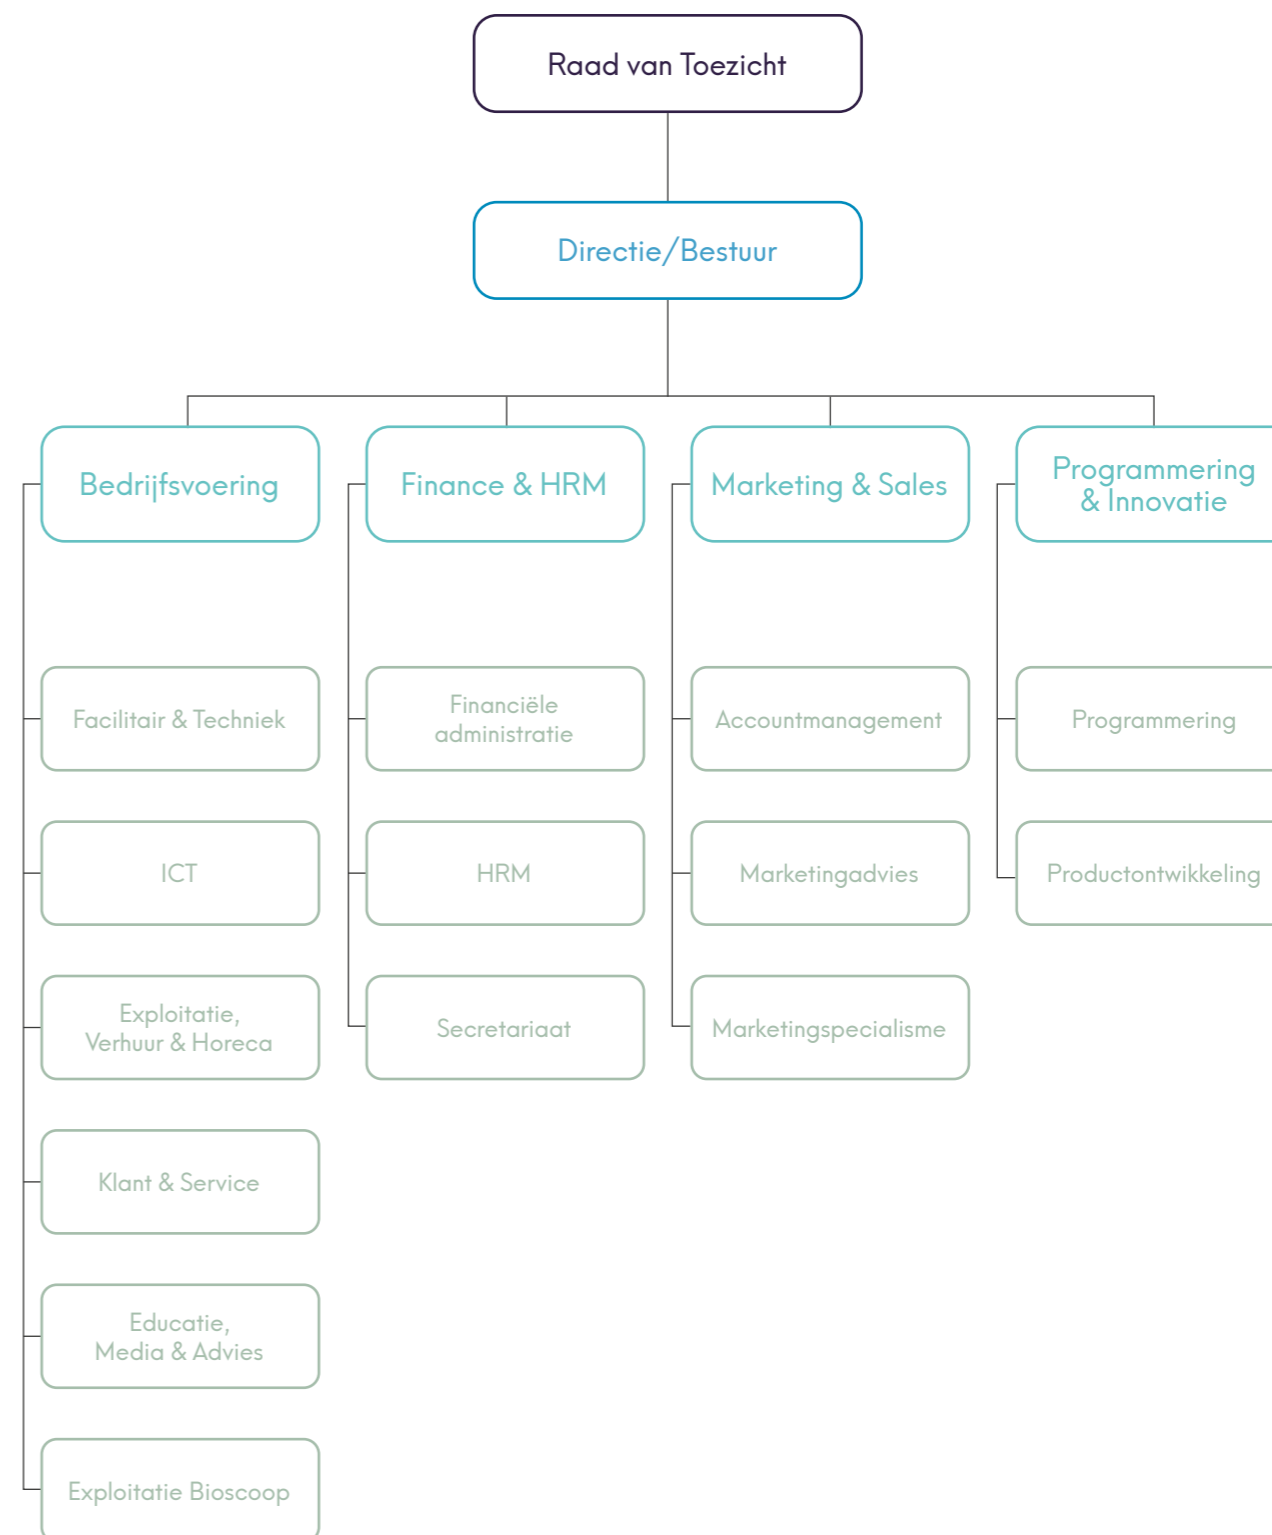 Raad van Toezicht
Directie/Bestuur
Bedrijfsvoering
Finance & HRM
Marketing & Sales
Programmering
& Innovatie
Facilitair & Techniek
Financiële
administratie
Accountmanagement
Programmering
ICT
HRM
Marketingadvies
Productontwikkeling
Exploitatie,
Verhuur & Horeca
Secretariaat
Marketingspecialisme
Klant & Service
Educatie,
Media & Advies
Exploitatie Bioscoop